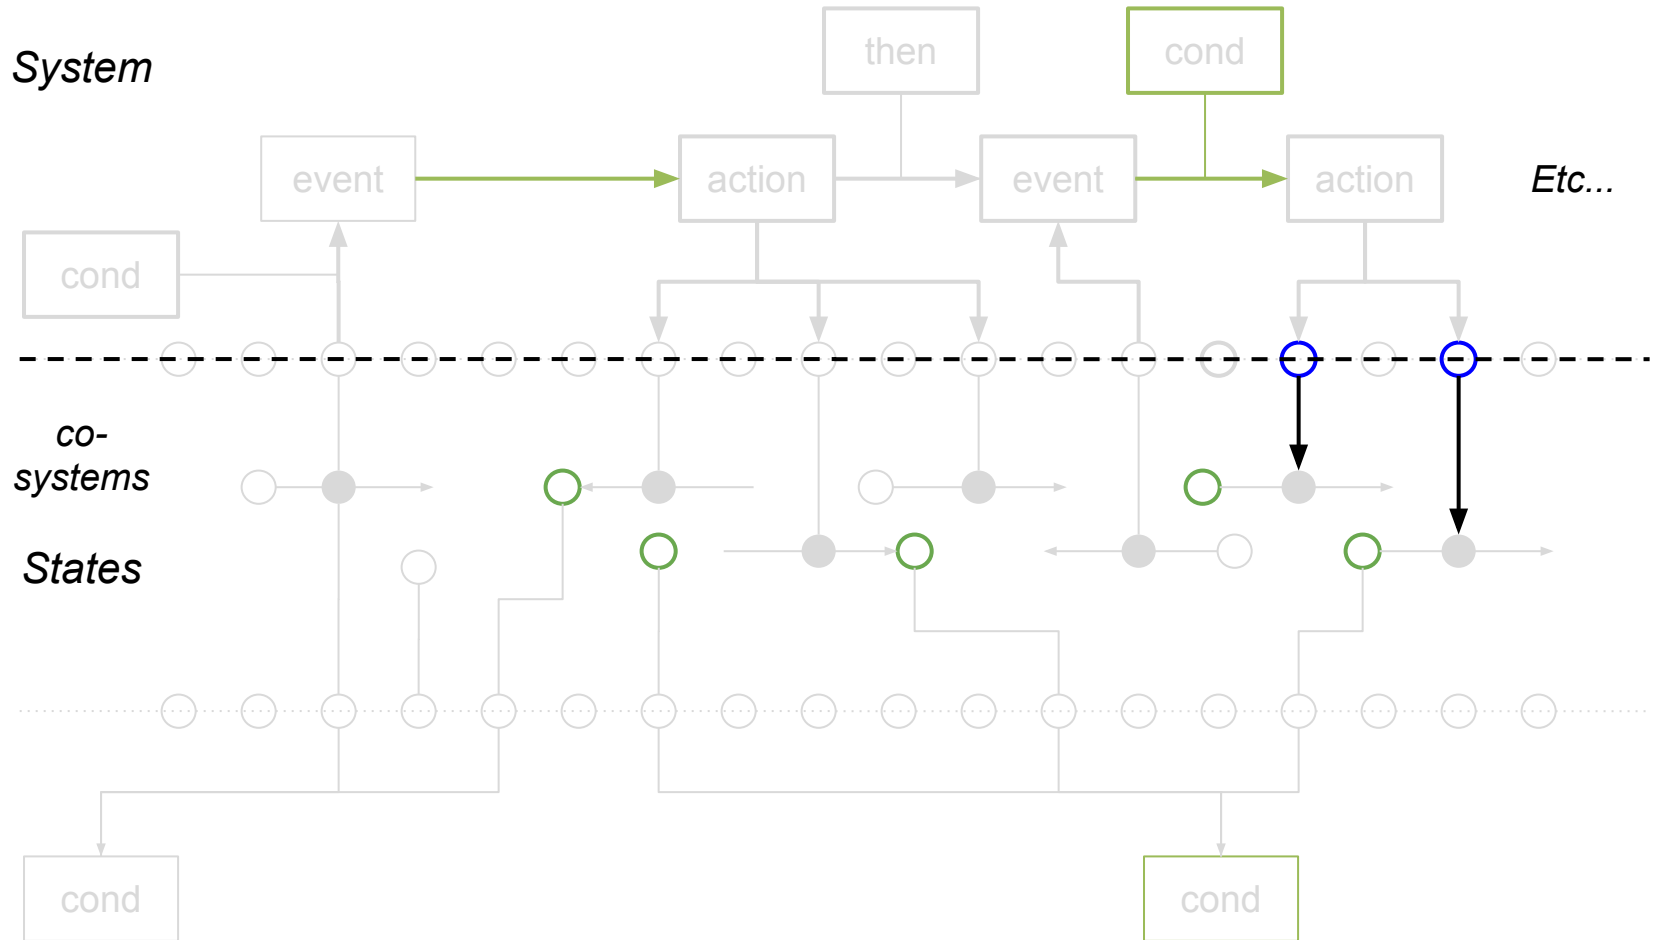 then
cond
System
event
action
event
action
Etc...
cond
co-
systems
States
cond
cond